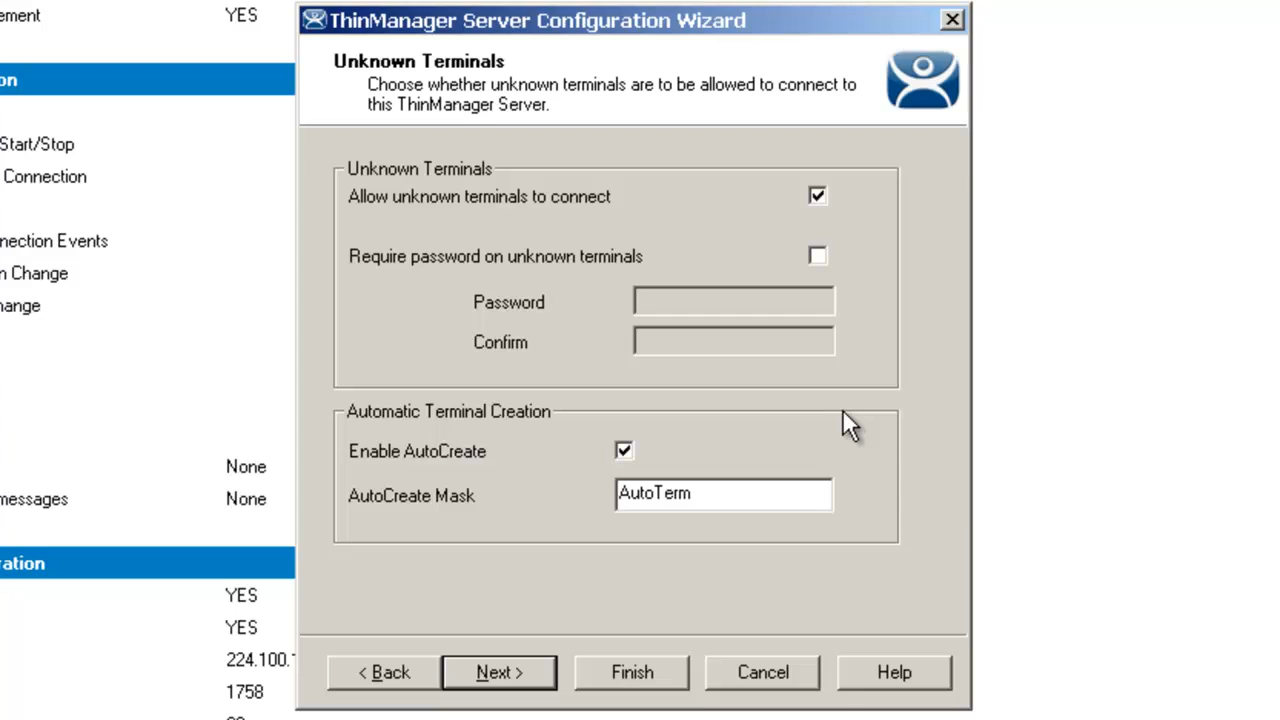 ement YES
on
Start/Stop
Connection
nection Events
n Change
hange
None
messages None
ration
YES
YES
224.100.
1758
ThinManager Server Configuration Wizard
Unknown Terminals
Choose whether unknown terminals are to be allowed to connect to
this ThinManager Server.
Unknown Terminals
Allow unknown terminals to connect
Require password on unknown terminals
Password
Confirm
Automatic Terminal Creation
Enable AutoCreate
AutoCreate Mask AutoTerm
< Back Next > Finish Cancel Help